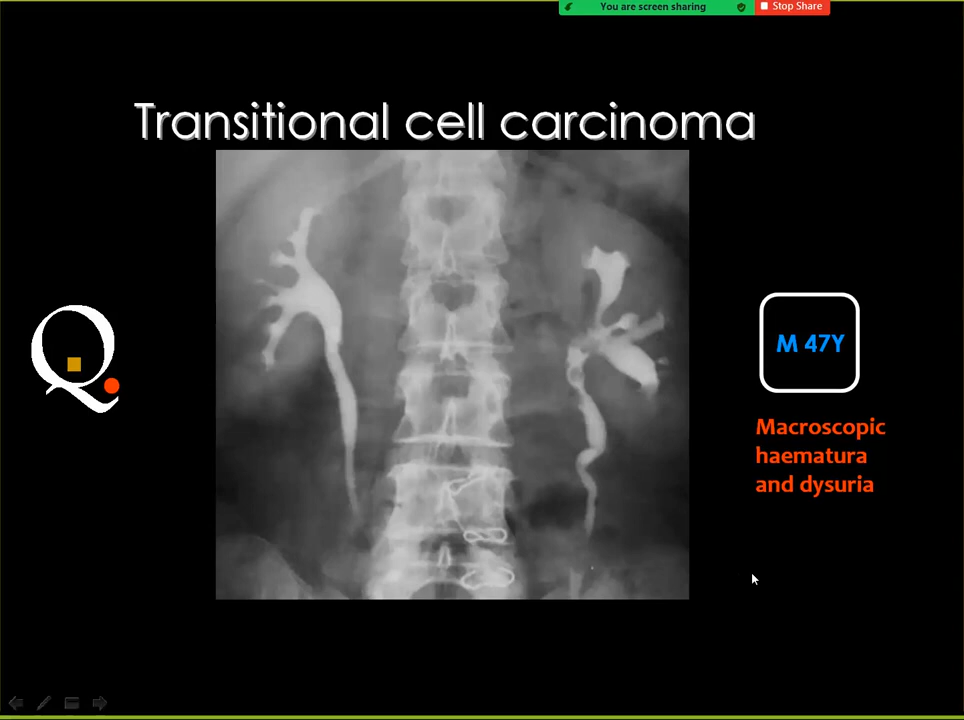 You are screen sharing
Stop Share
Transitional cell carcinoma
Q
M 47Y
Macroscopic
haematura
and dysuria